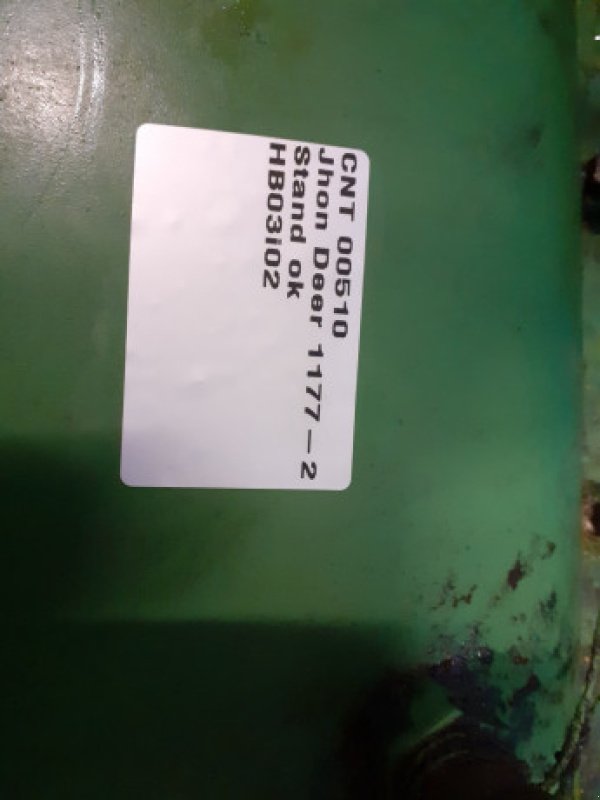 CNT 00510
Jhon Deer 1177-2
Stand ok
HB03i02